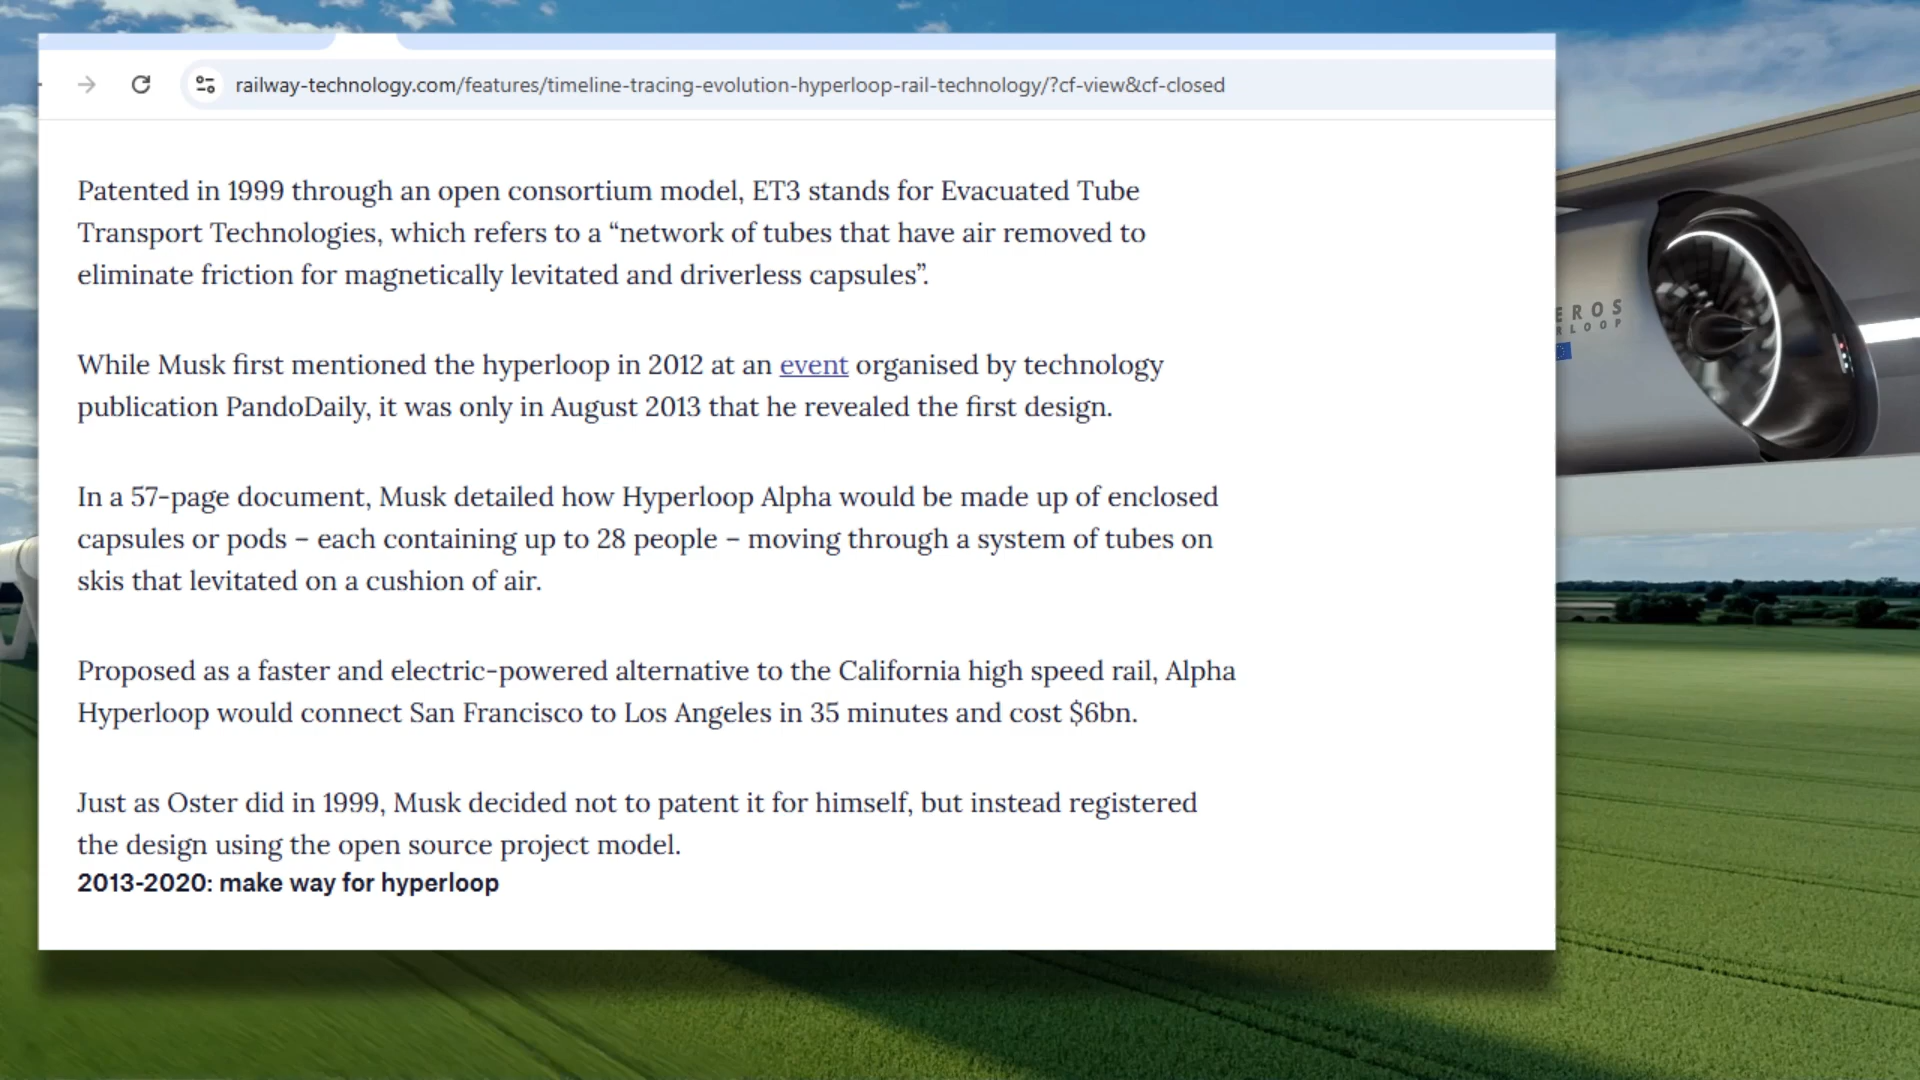 railway-technology.com/features/timeline-tracing-evolution-hyperloop-rail-technology/?cf-view&cf-closed
Patented in 1999 through an open consortium model, ET3 stands for Evacuated Tube
Transport Technologies, which refers to a “network of tubes that have air removed to
eliminate friction for magnetically levitated and driverless capsules”.
While Musk first mentioned the hyperloop in 2012 at an event organised by technology
publication PandoDaily, it was only in August 2013 that he revealed the first design.
In a 57-page document, Musk detailed how Hyperloop Alpha would be made up of enclosed
capsules or pods – each containing up to 28 people – moving through a system of tubes on
skis that levitated on a cushion of air.
Proposed as a faster and electric-powered alternative to the California high speed rail, Alpha
Hyperloop would connect San Francisco to Los Angeles in 35 minutes and cost $6bn.
Just as Oster did in 1999, Musk decided not to patent it for himself, but instead registered
the design using the open source project model.
2013-2020: make way for hyperloop
EROS
RLOOP